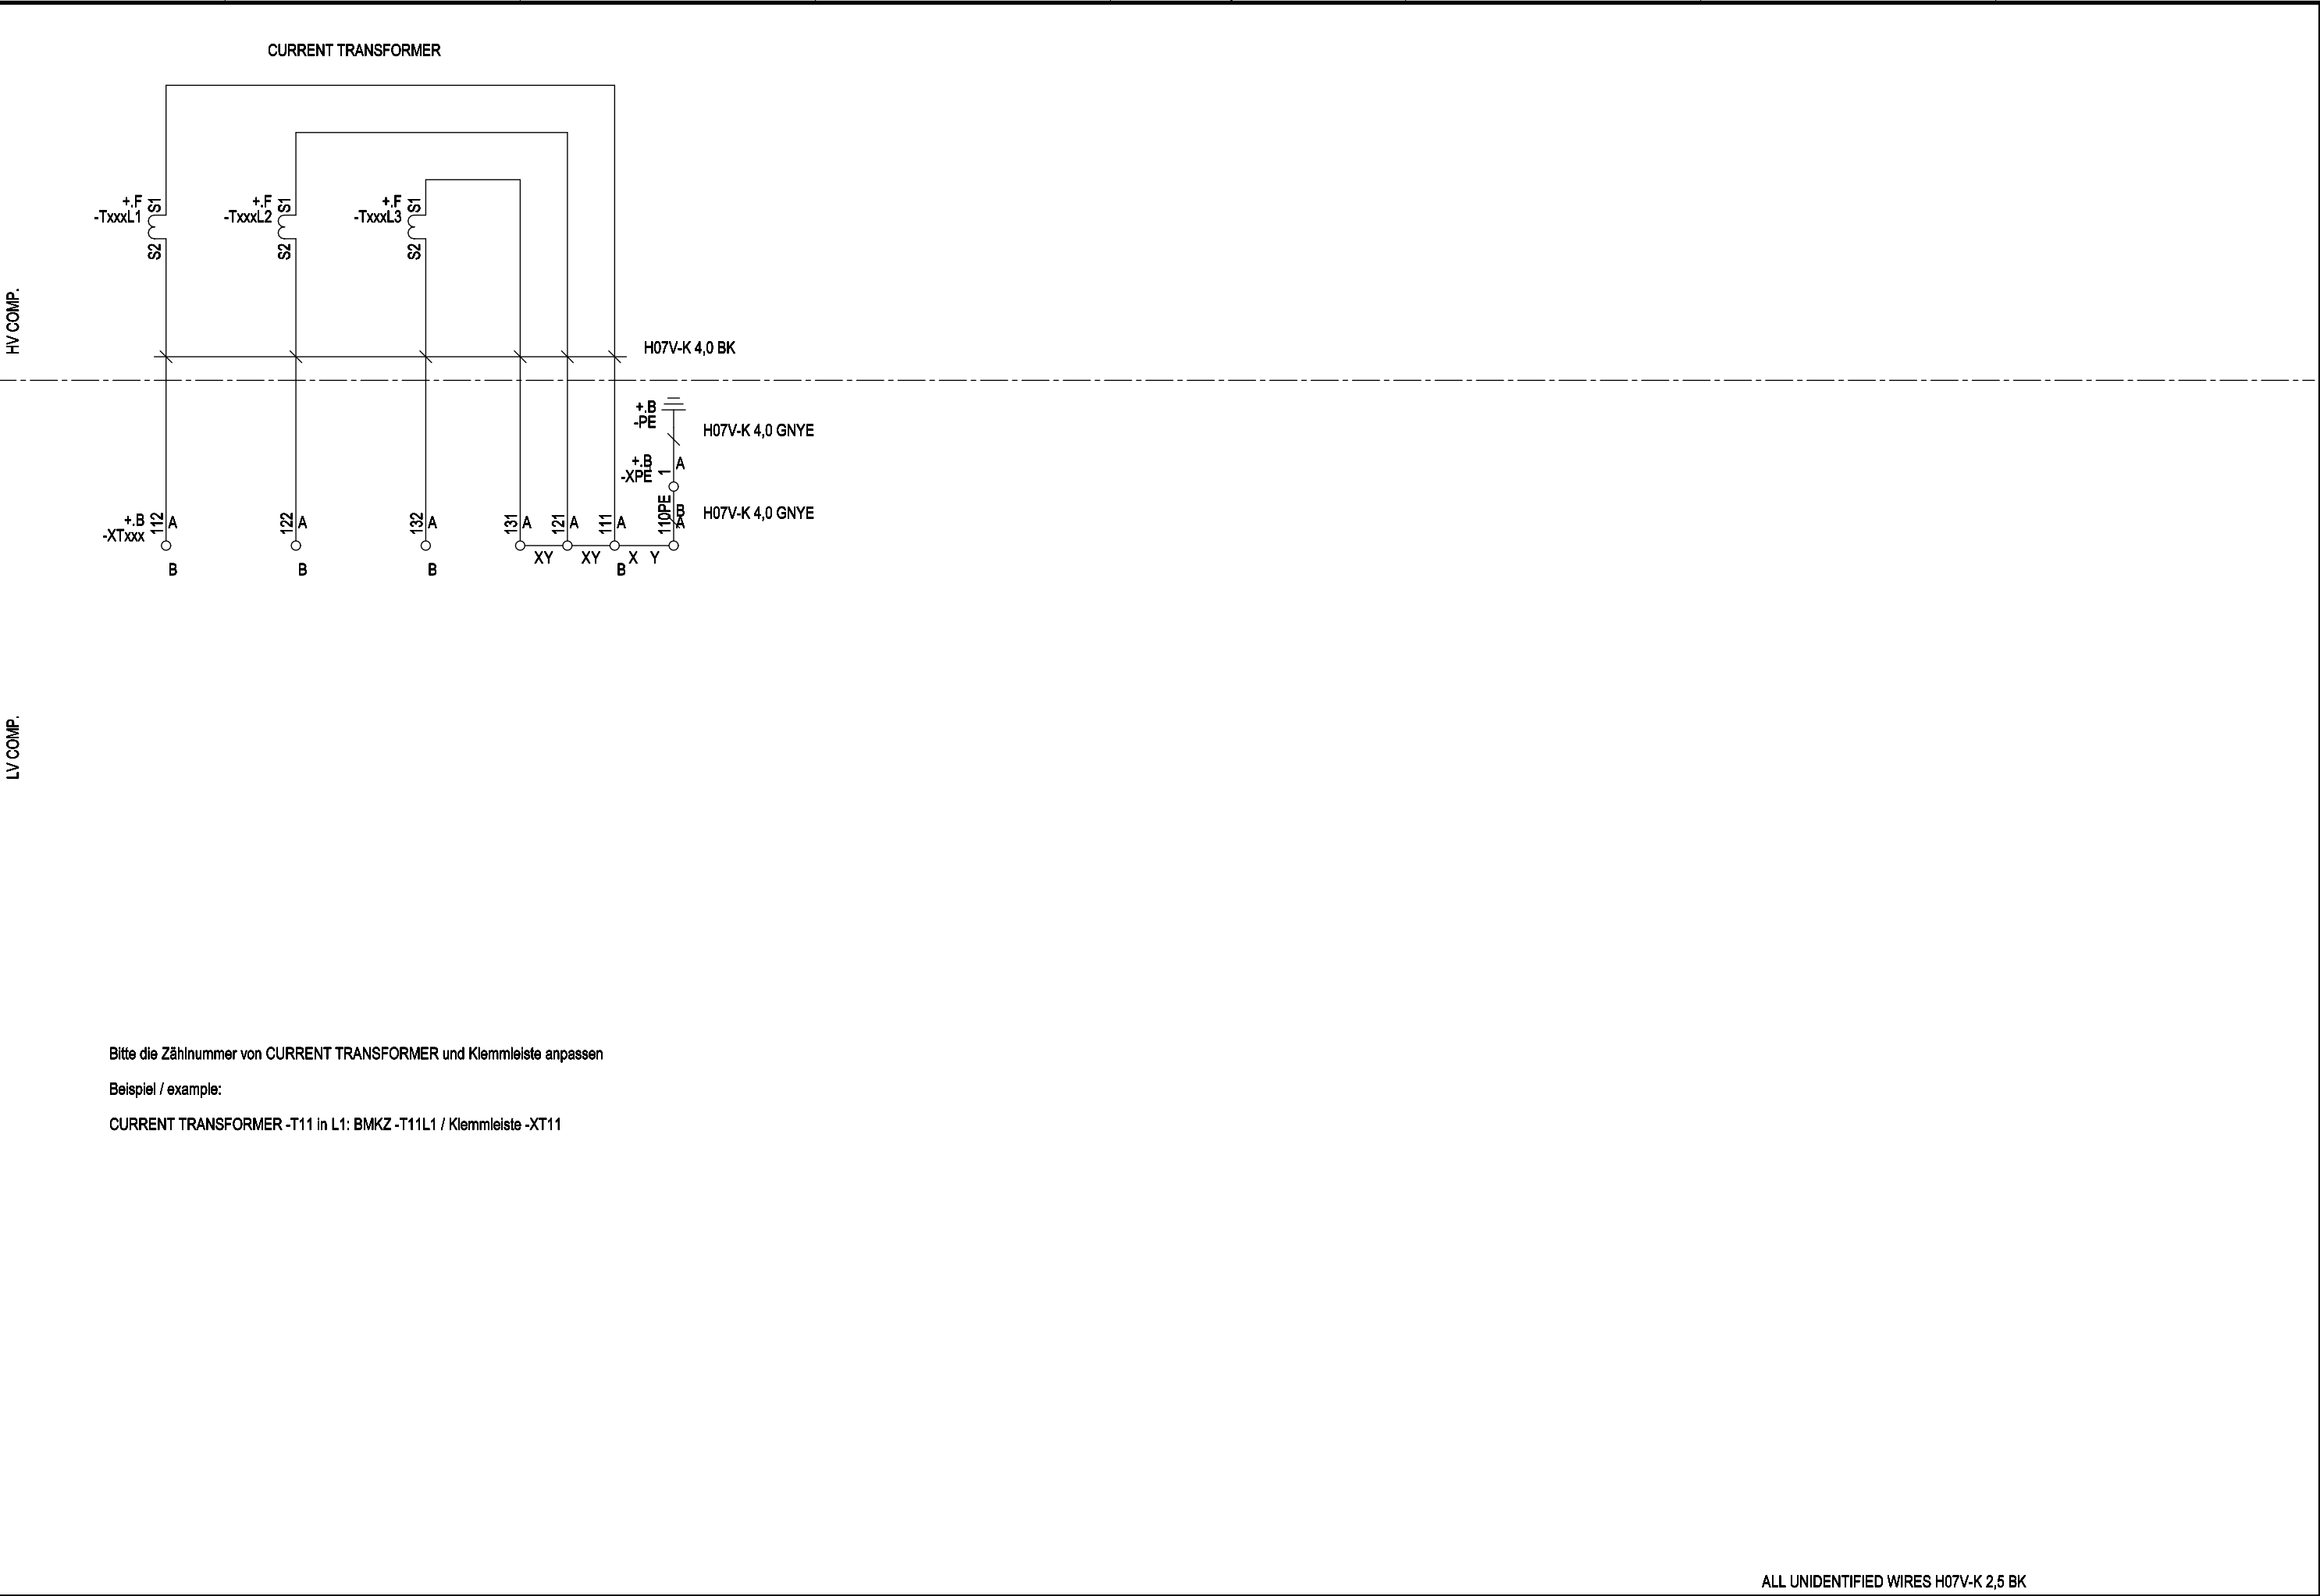 CURRENT TRANSFORMER
+.F
-TxxxL1
S1
S2
+.F
-TxxxL2
S1
S2
+.F
-TxxxL3
S1
S2
HV COMP.
H07V-K 4,0 BK
+.B
-PE
H07V-K 4,0 GNYE
+.B
-XPE
1
A
B
H07V-K 4,0 GNYE
+.B
-XTxxx
112
A
122
A
132
A
131
A
121
A
111
A
110PE
A
XY
XY
X
Y
B
B
B
B
LV COMP.
Bitte die Zählnummer von CURRENT TRANSFORMER und Klemmleiste anpassen
Beispiel / example:
CURRENT TRANSFORMER -T11 in L1: BMKZ -T11L1 / Klemmleiste -XT11
ALL UNIDENTIFIED WIRES H07V-K 2,5 BK